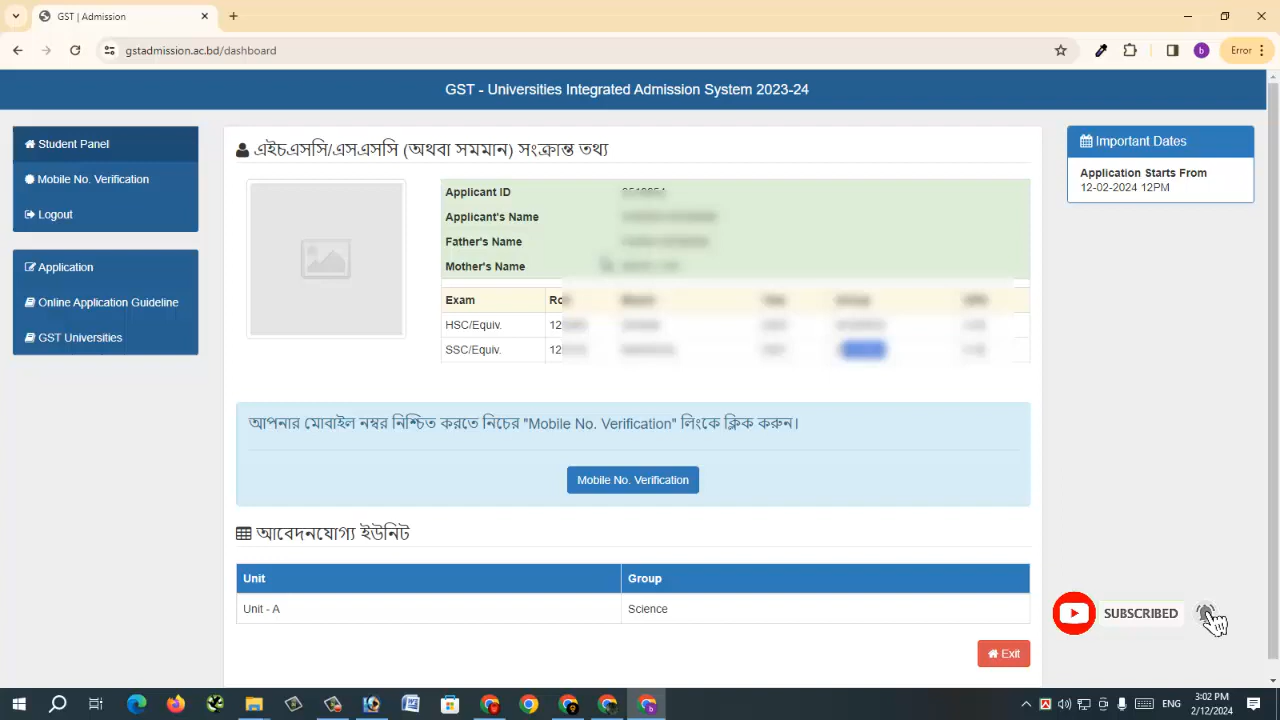 GST | Admission
gstadmission.ac.bd/dashboard
b
Error
GST - Universities Integrated Admission System 2023-24
Student Panel
Mobile No. Verification
Logout
Application
Online Application Guideline
GST Universities
এইচএসসি/এসএসসি (অথবা সমমান) সংক্রান্ত তথ্য
Applicant ID
Applicant's Name
Father's Name
Mother's Name
Exam
HSC/Equiv. 12
SSC/Equiv. 12
আপনার মোবাইল নম্বর নিশ্চিত করতে নিচের "Mobile No. Verification" লিংকে ক্লিক করুন।
Mobile No. Verification
আবেদনযোগ্য ইউনিট
Unit Group
Unit - A Science
Exit
Important Dates
Application Starts From
12-02-2024 12PM
SUBSCRIBED
ENG
3:02 PM
2/12/2024